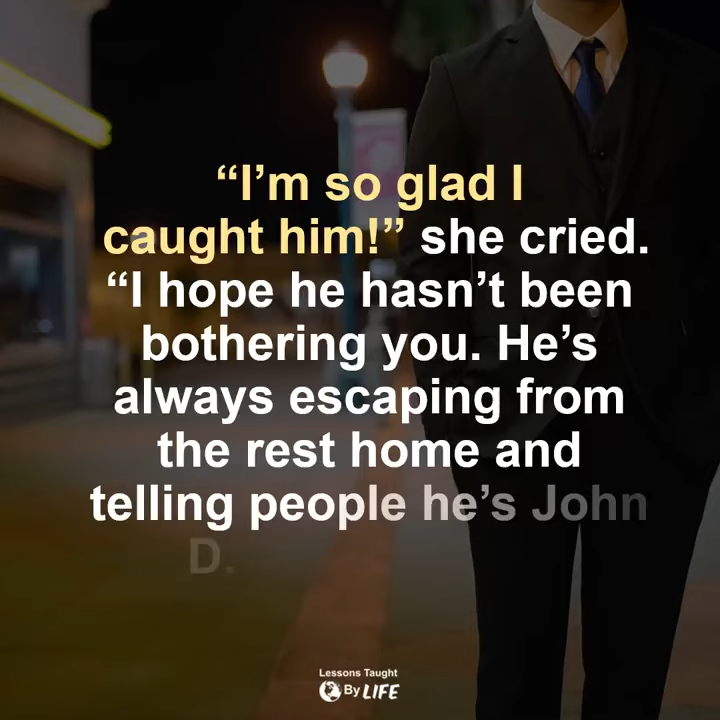 “I’m so glad I
caught him!” she cried.
“I hope he hasn’t been
bothering you. He’s
always escaping from
the rest home and
telling people he’s John
D.
Lessons Taught
By LIFE